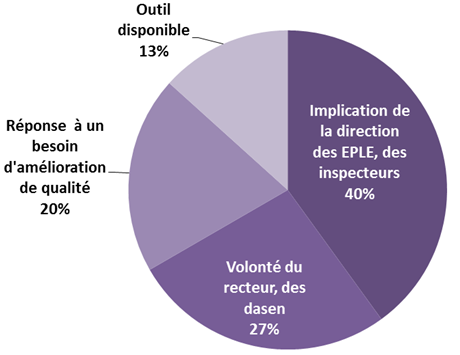 Outil
disponible
13%
Implication de
la direction
des EPLE, des
inspecteurs
40%
Réponse à un
besoin
d'amélioration
de qualité
20%
Volonté du
recteur, des
dasen
27%